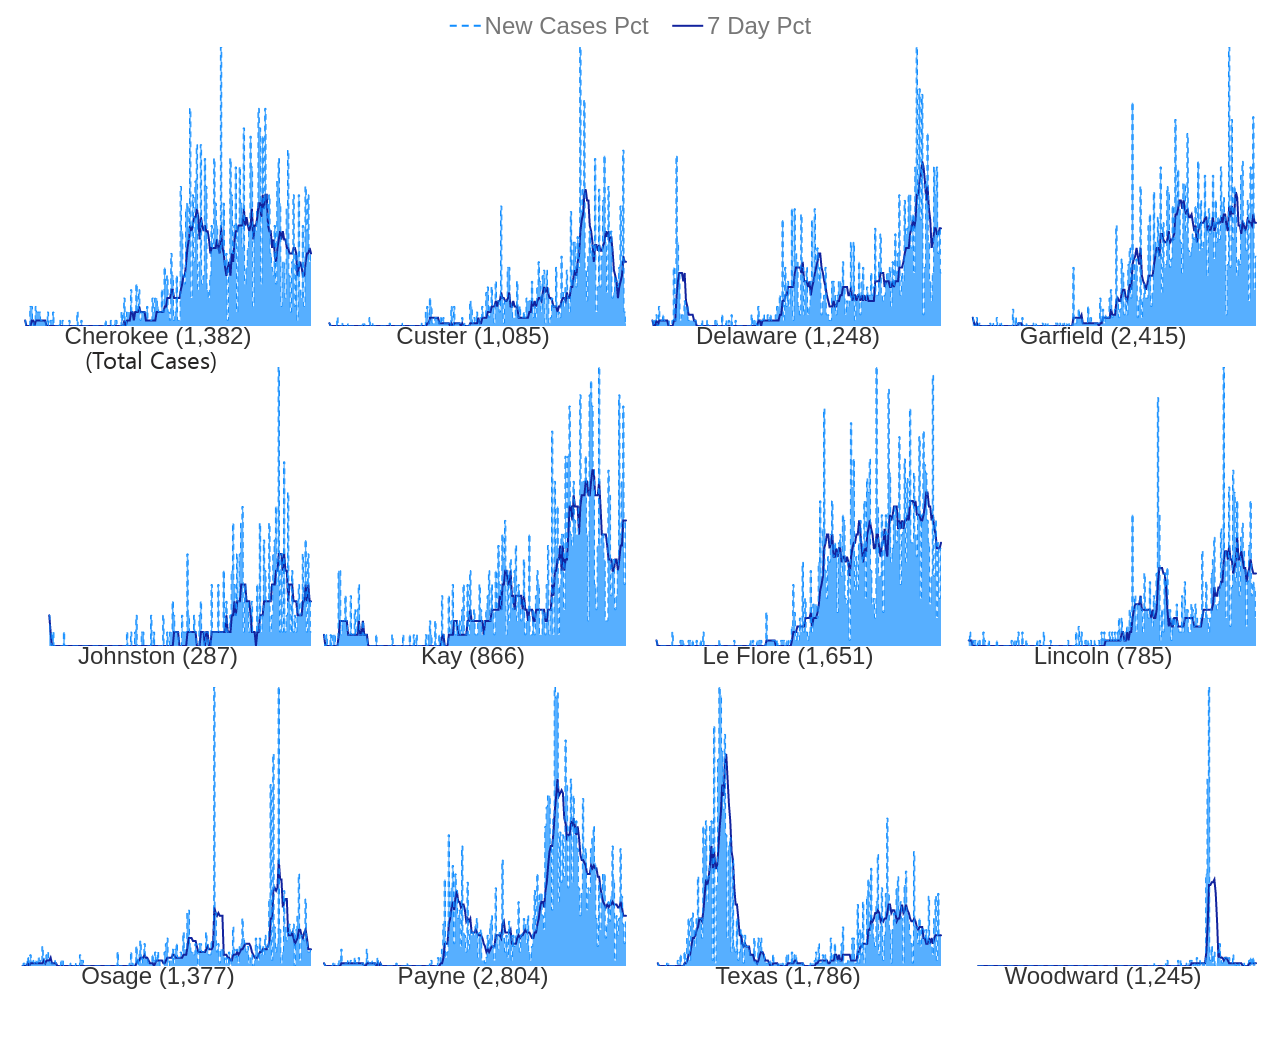 New Cases Pct 7 Day Pct
Cherokee (1,382) Custer (1,085) Delaware (1,248) Garfield (2,415)
(Total Cases)
Johnston (287) Kay (866) Le Flore (1,651) Lincoln (785)
Osage (1,377) Payne (2,804) Texas (1,786) Woodward (1,245)